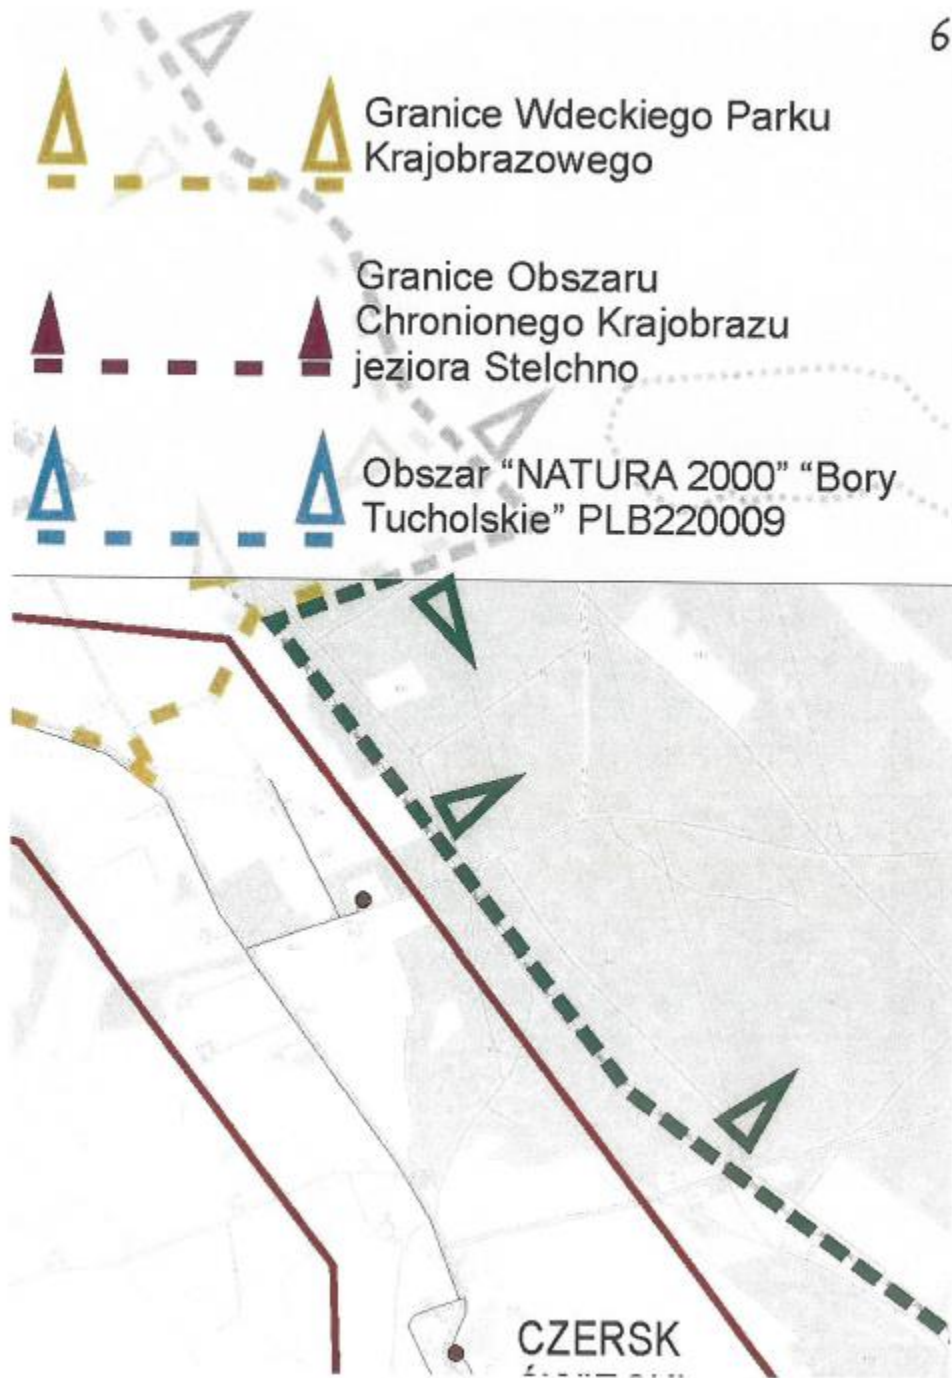 6
Granice Wdeckiego Parku
Krajobrazowego
Granice Obszaru
Chronionego Krajobrazu
jeziora Stelchno
Obszar “NATURA 2000” “Bory
Tucholskie” PLB220009
CZERSK